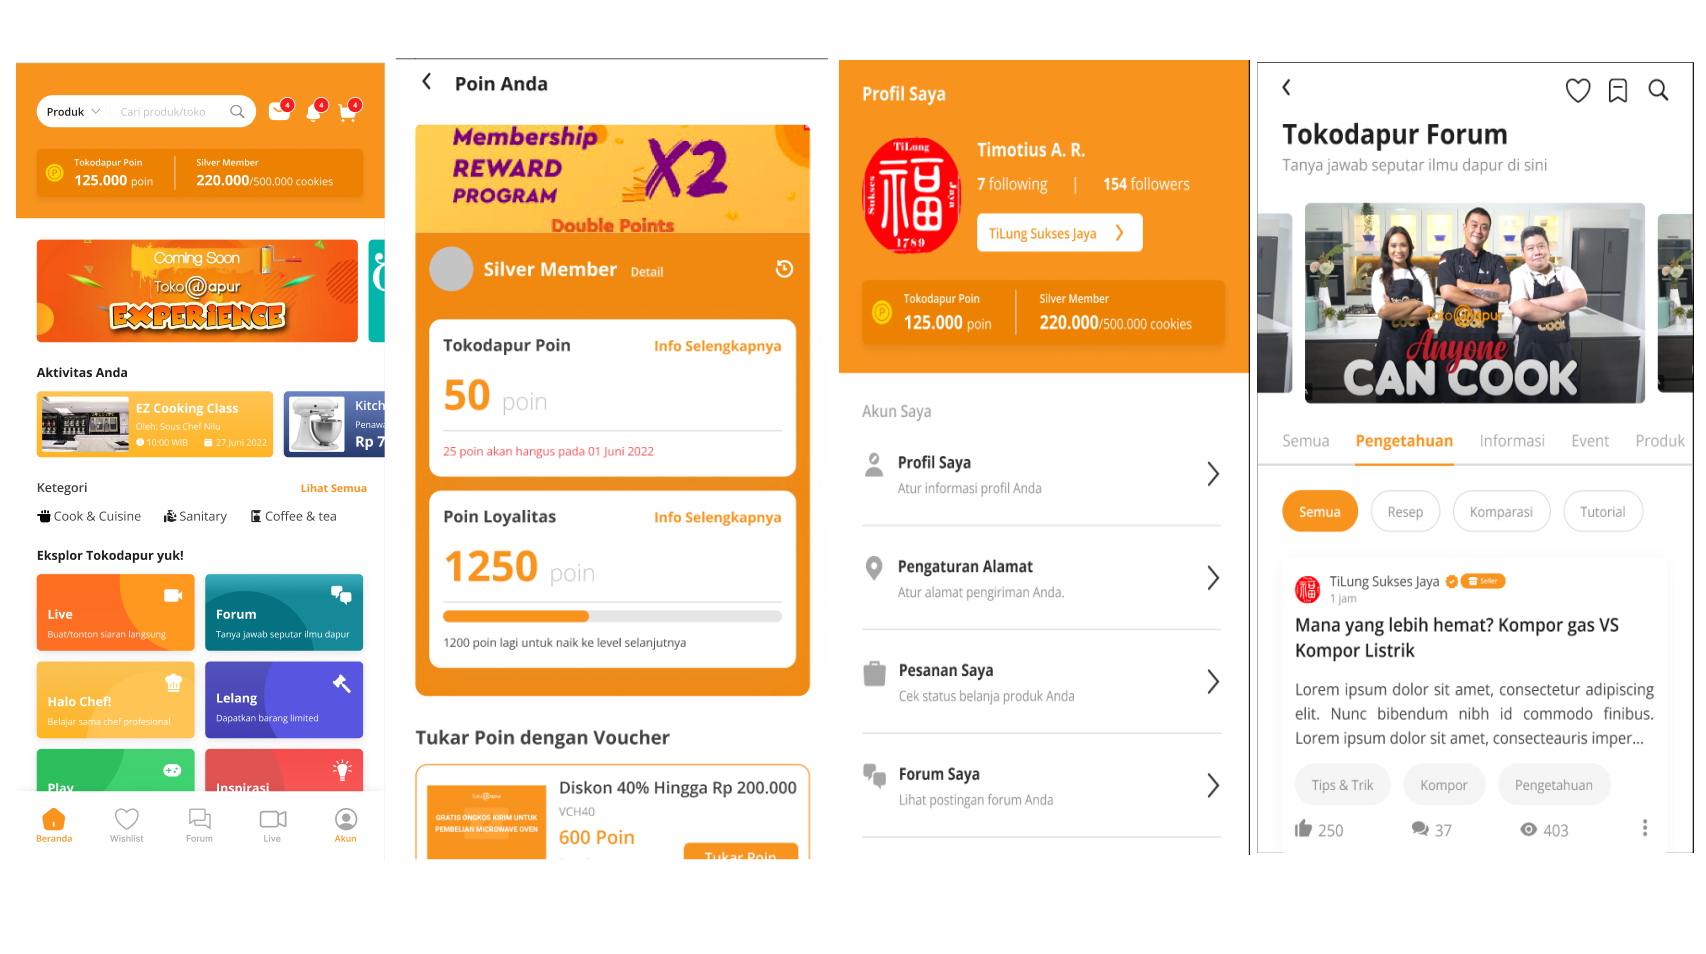 Produk
Cari produk/toko
4
4
4
Tokodapur Poin
125.000 poin
Silver Member
220.000/500.000 cookies
Coming Soon
Toko@apur
EXPERIENCE
Aktivitas Anda
EZ Cooking Class
Oleh: Sous Chef Nilu
10:00 WIB
27 Juni 2022
Kitch
Penawa
Rp 7
Ketegori
Lihat Semua
Cook & Cuisine
Sanitary
Coffee & tea
Eksplor Tokodapur yuk!
Live
Buat/tonton siaran langsung
Forum
Tanya jawab seputar ilmu dapur
Halo Chef!
Belajar sama chef profesional
Lelang
Dapatkan barang limited
Play
Inspirasi
Beranda
Wishlist
Forum
Live
Akun
Poin Anda
Membership
REWARD
PROGRAM
X2
Double Points
Silver Member Detail
Tokodapur Poin
Info Selengkapnya
50 poin
25 poin akan hangus pada 01 Juni 2022
Poin Loyalitas
Info Selengkapnya
1250 poin
1200 poin lagi untuk naik ke level selanjutnya
Tukar Poin dengan Voucher
Toko@apur
GRATIS ONGKOS KIRIM UNTUK
PEMBELIAN MICROWAVE OVEN
Diskon 40% Hingga Rp 200.000
VCH40
600 Poin
Tukar Poin
Profil Saya
TiLung
Sukses
福
Jaya
1789
Timotius A. R.
7 following
154 followers
TiLung Sukses Jaya
Tokodapur Poin
125.000 poin
Silver Member
220.000/500.000 cookies
Akun Saya
Profil Saya
Atur informasi profil Anda
Pengaturan Alamat
Atur alamat pengiriman Anda.
Pesanan Saya
Cek status belanja produk Anda
Forum Saya
Lihat postingan forum Anda
Tokodapur Forum
Tanya jawab seputar ilmu dapur di sini
Toko@apur
Anyone
CAN COOK
Semua
Pengetahuan
Informasi
Event
Produk
Semua
Resep
Komparasi
Tutorial
福
TiLung Sukses Jaya
Seller
1 jam
Mana yang lebih hemat? Kompor gas VS
Kompor Listrik
Lorem ipsum dolor sit amet, consectetur adipiscing
elit. Nunc bibendum nibh id commodo finibus.
Lorem ipsum dolor sit amet, consecteauris imper...
Tips & Trik
Kompor
Pengetahuan
250
37
403